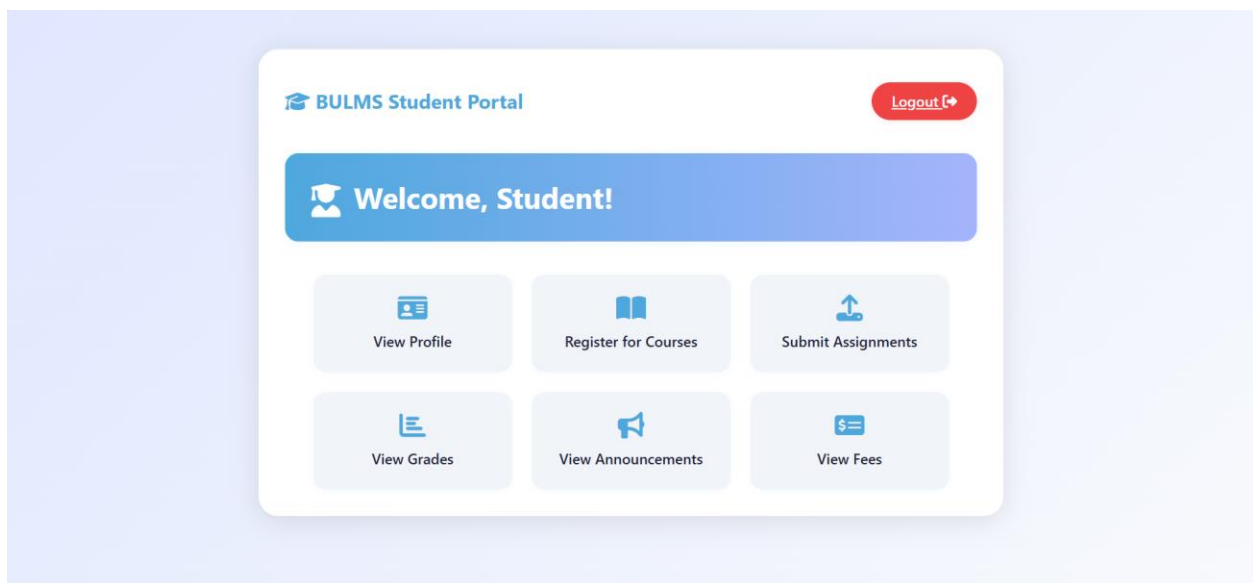 BULMS Student Portal
Logout
Welcome, Student!
View Profile
Register for Courses
Submit Assignments
View Grades
View Announcements
View Fees